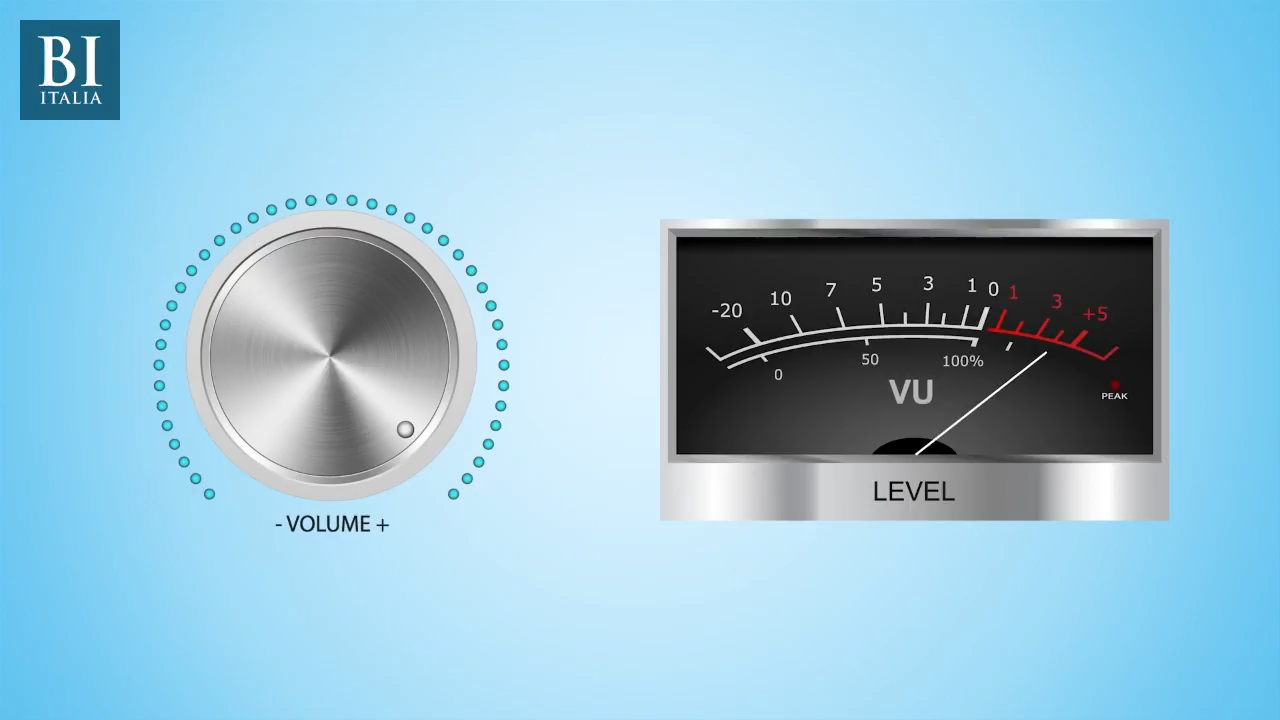 BI
ITALIA
- VOLUME +
-20 10 7 5 3 1 0 1 3 +5
0 50 100%
VU
PEAK
LEVEL